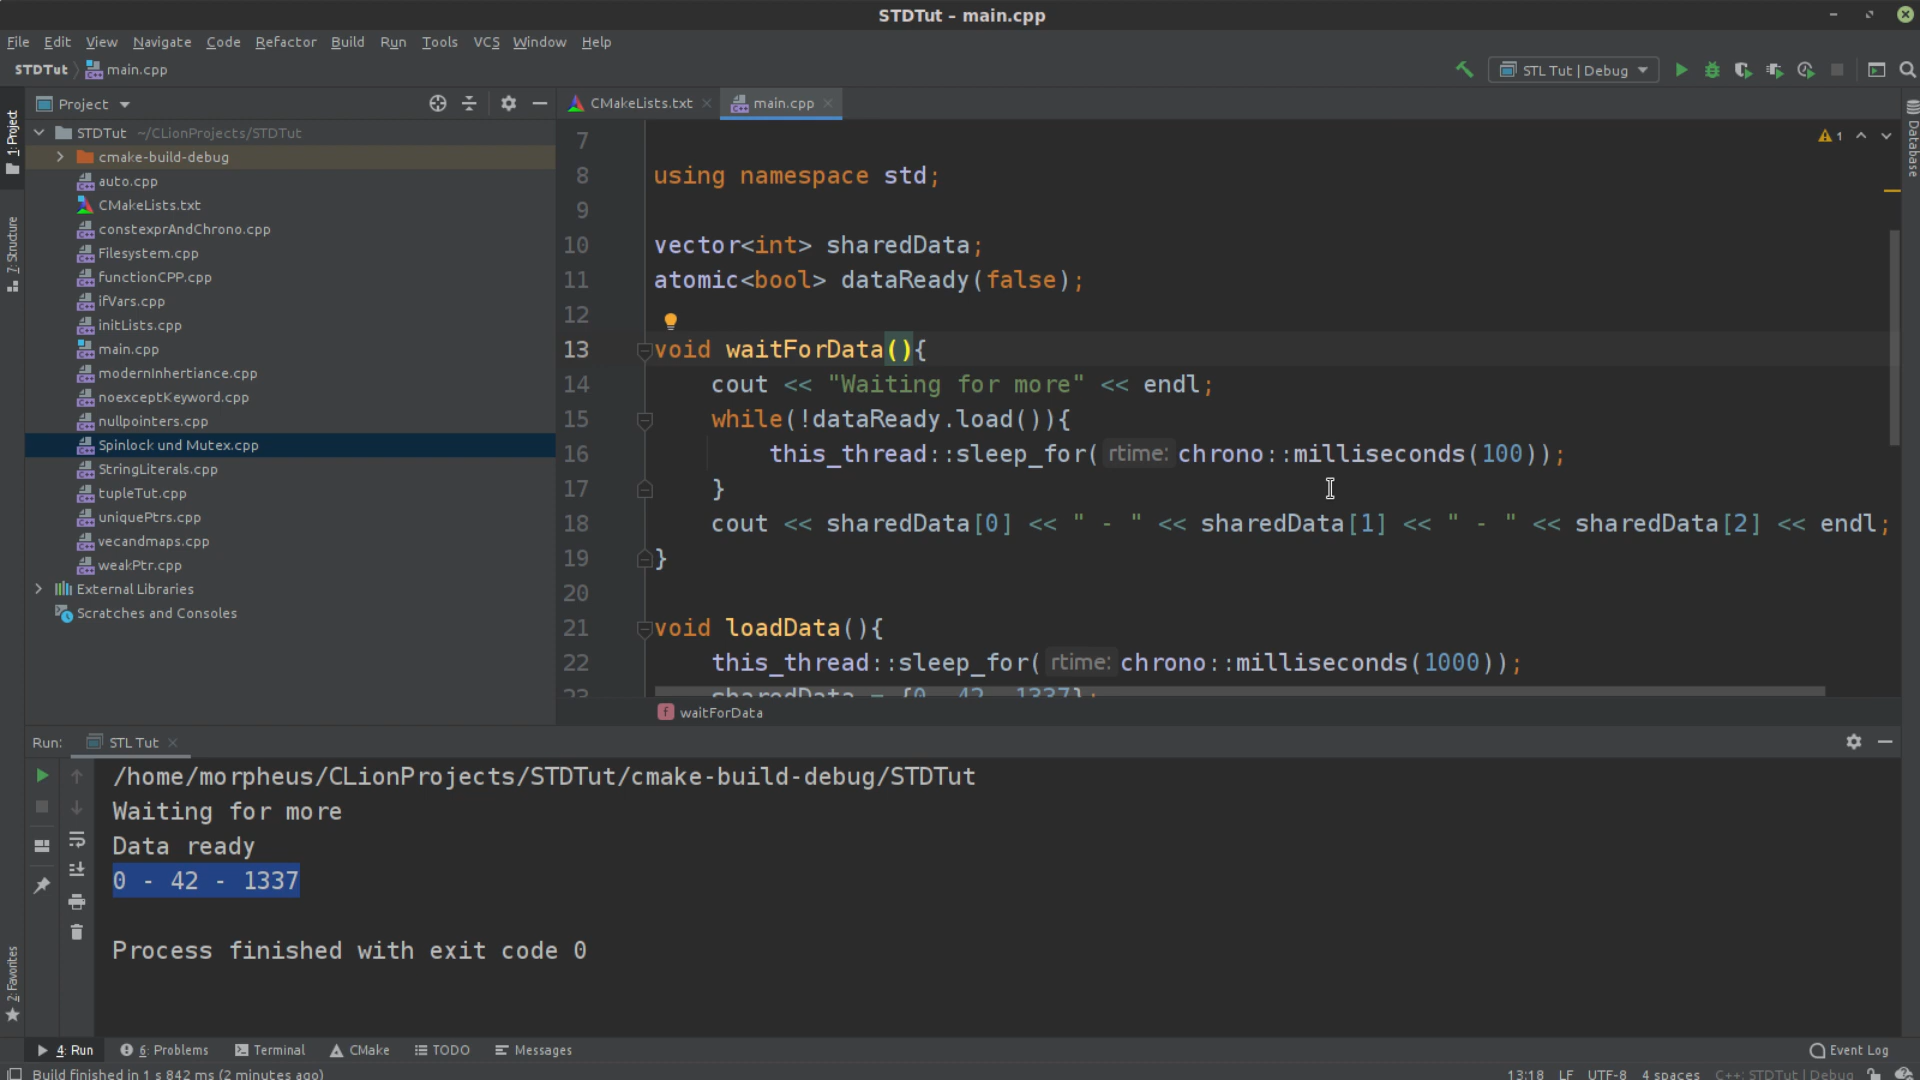 STDTut – main.cpp
File Edit View Navigate Code Refactor Build Run Tools VCS Window Help
STDTut main.cpp
STL Tut | Debug
1: Project
7: Structure
2: Favorites
Database
Project
STDTut ~/CLionProjects/STDTut
cmake-build-debug
auto.cpp
CMakeLists.txt
constexprAndChrono.cpp
Filesystem.cpp
functionCPP.cpp
ifVars.cpp
initLists.cpp
main.cpp
modernInhertiance.cpp
noexceptKeyword.cpp
nullpointers.cpp
Spinlock und Mutex.cpp
StringLiterals.cpp
tupleTut.cpp
uniquePtrs.cpp
vecandmaps.cpp
weakPtr.cpp
External Libraries
Scratches and Consoles
CMakeLists.txt main.cpp
1
7
8 using namespace std;
9
10 vector<int> sharedData;
11 atomic<bool> dataReady(false);
12
13 void waitForData(){
14 cout << "Waiting for more" << endl;
15 while(!dataReady.load()){
16 this_thread::sleep_for( rtime: chrono::milliseconds(100));
17 }
18 cout << sharedData[0] << " - " << sharedData[1] << " - " << sharedData[2] << endl;
19 }
20
21 void loadData(){
22 this_thread::sleep_for( rtime: chrono::milliseconds(1000));
23 sharedData = {0, 42, 1337};
f waitForData
Run: STL Tut
/home/morpheus/CLionProjects/STDTut/cmake-build-debug/STDTut
Waiting for more
Data ready
0 - 42 - 1337
Process finished with exit code 0
4: Run 6: Problems Terminal CMake TODO Messages Event Log
Build finished in 1 s 842 ms (2 minutes ago) 13:18 LF UTF-8 4 spaces C++: STDTut | Debug